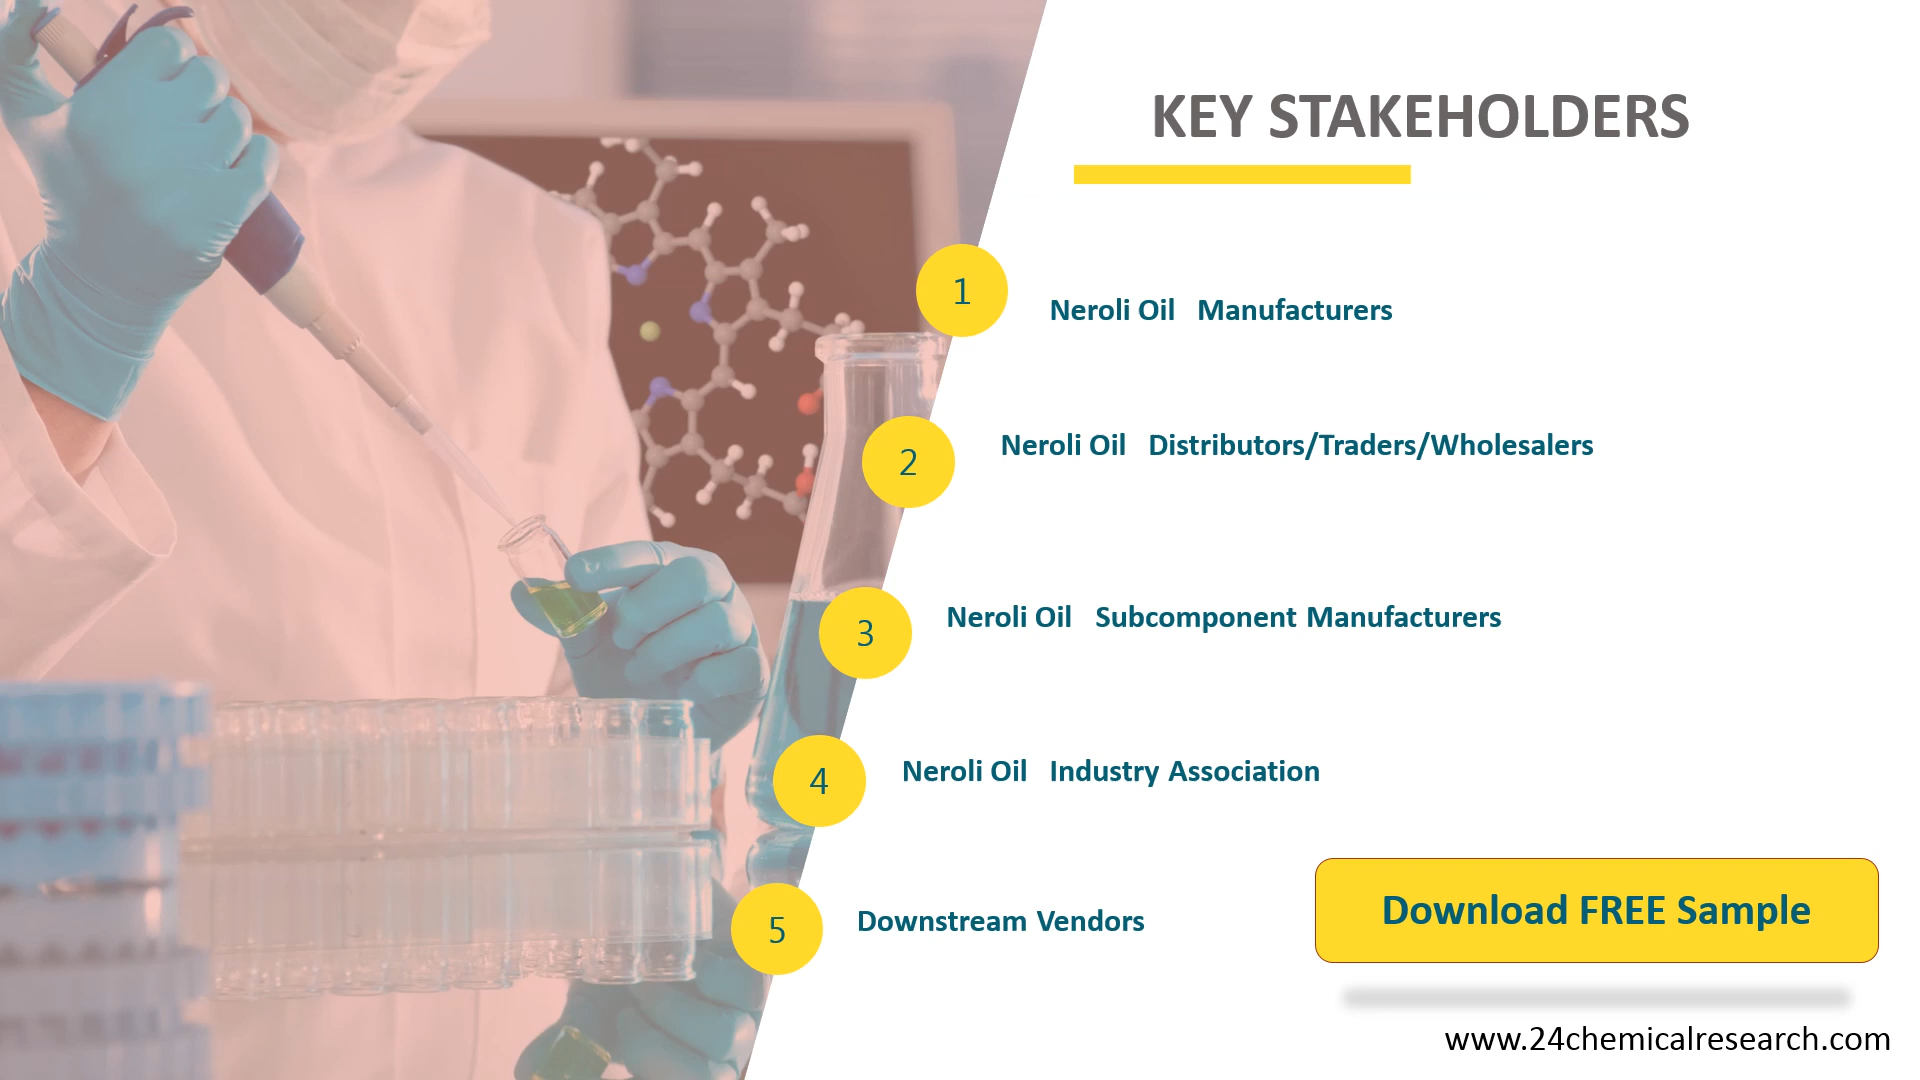 KEY STAKEHOLDERS
1
Neroli Oil Manufacturers
2
Neroli Oil Distributors/Traders/Wholesalers
3
Neroli Oil Subcomponent Manufacturers
4
Neroli Oil Industry Association
5
Downstream Vendors
Download FREE Sample
www.24chemicalresearch.com